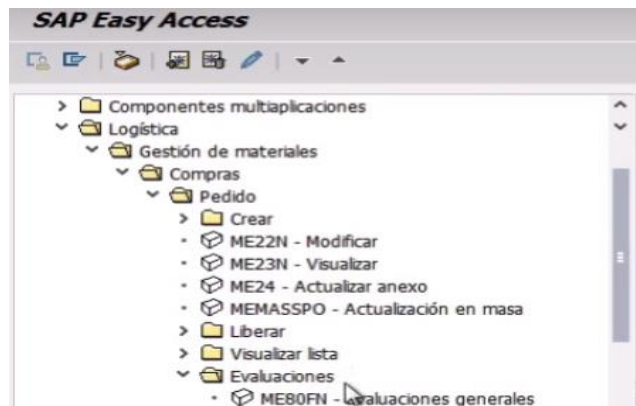 SAP Easy Access
Componentes multiaplicaciones
Logística
Gestión de materiales
Compras
Pedido
Crear
ME22N - Modificar
ME23N - Visualizar
ME24 - Actualizar anexo
MEMASSPO - Actualización en masa
Liberar
Visualizar lista
Evaluaciones
ME80FN - Evaluaciones generales